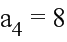 a₄ = 8